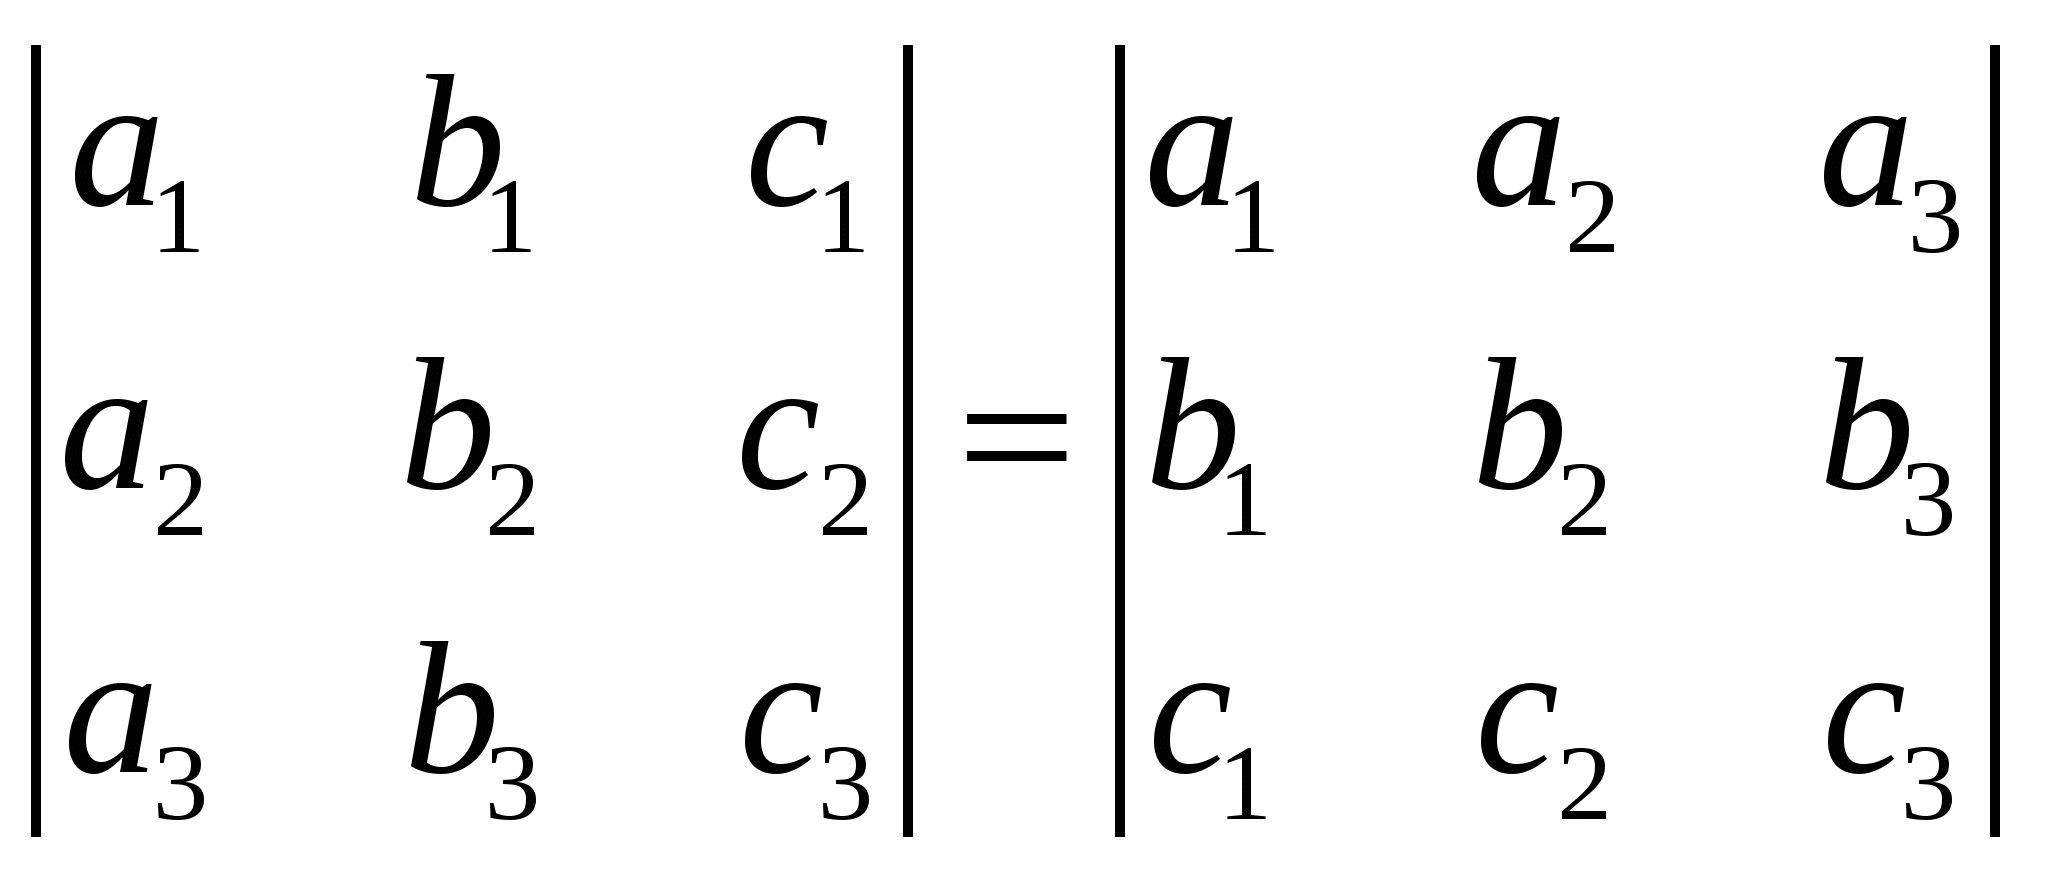 | a₁ b₁ c₁ | | a₁ a₂ a₃ |
| a₂ b₂ c₂ | = | b₁ b₂ b₃ |
| a₃ b₃ c₃ | | c₁ c₂ c₃ |